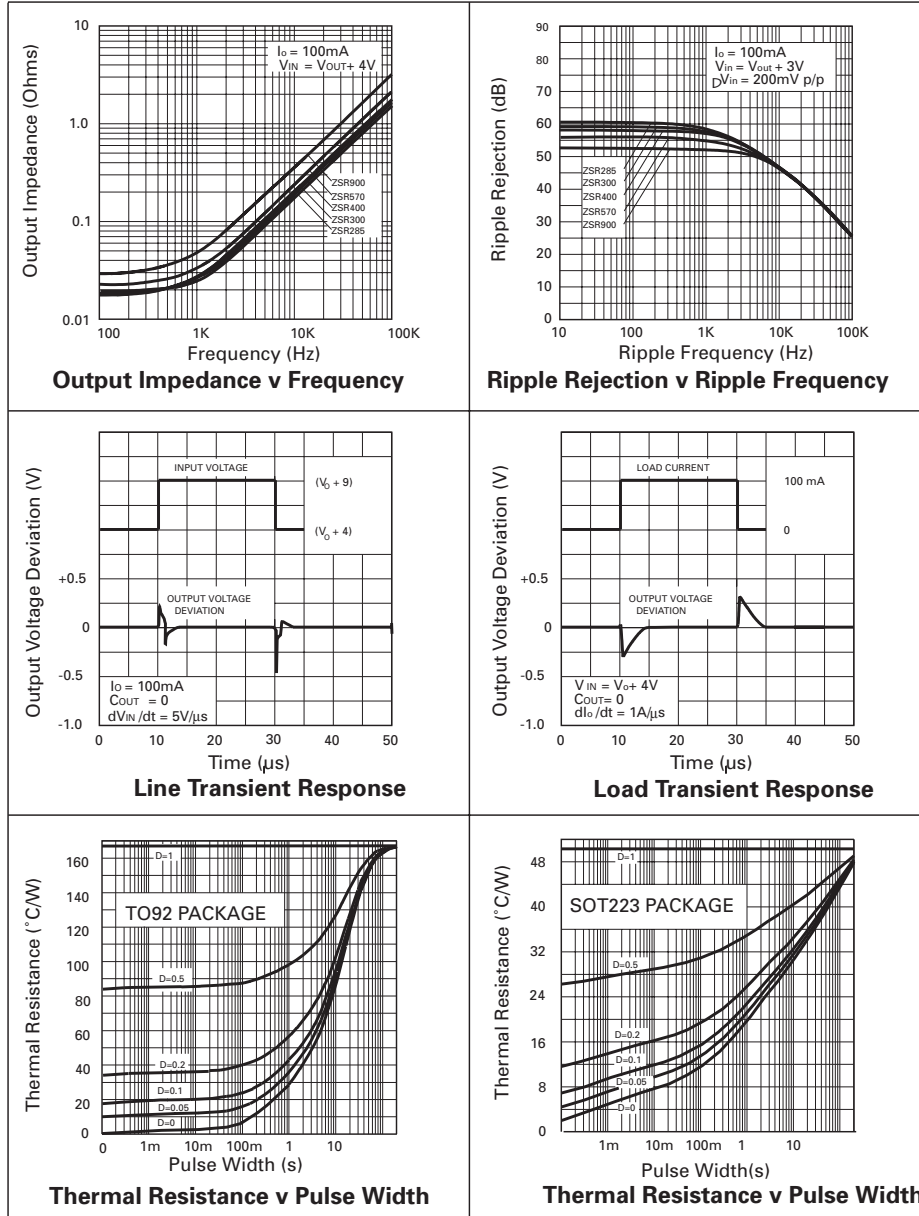 10
1.0
0.1
0.01
Output Impedance (Ohms)
Io = 100mA
VIN = VOUT+ 4V
ZSR900
ZSR570
ZSR400
ZSR300
ZSR285
100
1K
10K
100K
Frequency (Hz)
Output Impedance v Frequency
90
80
70
60
50
40
30
20
10
0
Ripple Rejection (dB)
Io = 100mA
Vin = Vout + 3V
DVin = 200mV p/p
ZSR285
ZSR300
ZSR400
ZSR570
ZSR900
10
100
1K
10K
100K
Ripple Frequency (Hz)
Ripple Rejection v Ripple Frequency
Output Voltage Deviation (V)
INPUT VOLTAGE
(VO + 9)
(VO + 4)
+0.5
0
-0.5
-1.0
OUTPUT VOLTAGE
DEVIATION
IO = 100mA
COUT = 0
dVIN/dt = 5V/µs
0
10
20
30
40
50
Time (µs)
Line Transient Response
Output Voltage Deviation (V)
LOAD CURRENT
100 mA
0
+0.5
0
-0.5
-1.0
OUTPUT VOLTAGE
DEVIATION
VIN = Vo+ 4V
COUT= 0
dIo/dt = 1A/µs
0
10
20
30
40
50
Time (µs)
Load Transient Response
160
140
120
100
80
60
40
20
0
Thermal Resistance (°C/W)
D=1
TO92 PACKAGE
D=0.5
D=0.2
D=0.1
D=0.05
D=0
0
1m
10m
100m
1
10
Pulse Width (s)
Thermal Resistance v Pulse Width
48
40
32
24
16
8
0
Thermal Resistance (°C/W)
D=1
SOT223 PACKAGE
D=0.5
D=0.2
D=0.1
D=0.05
D=0
1m
10m
100m
1
10
Pulse Width(s)
Thermal Resistance v Pulse Width